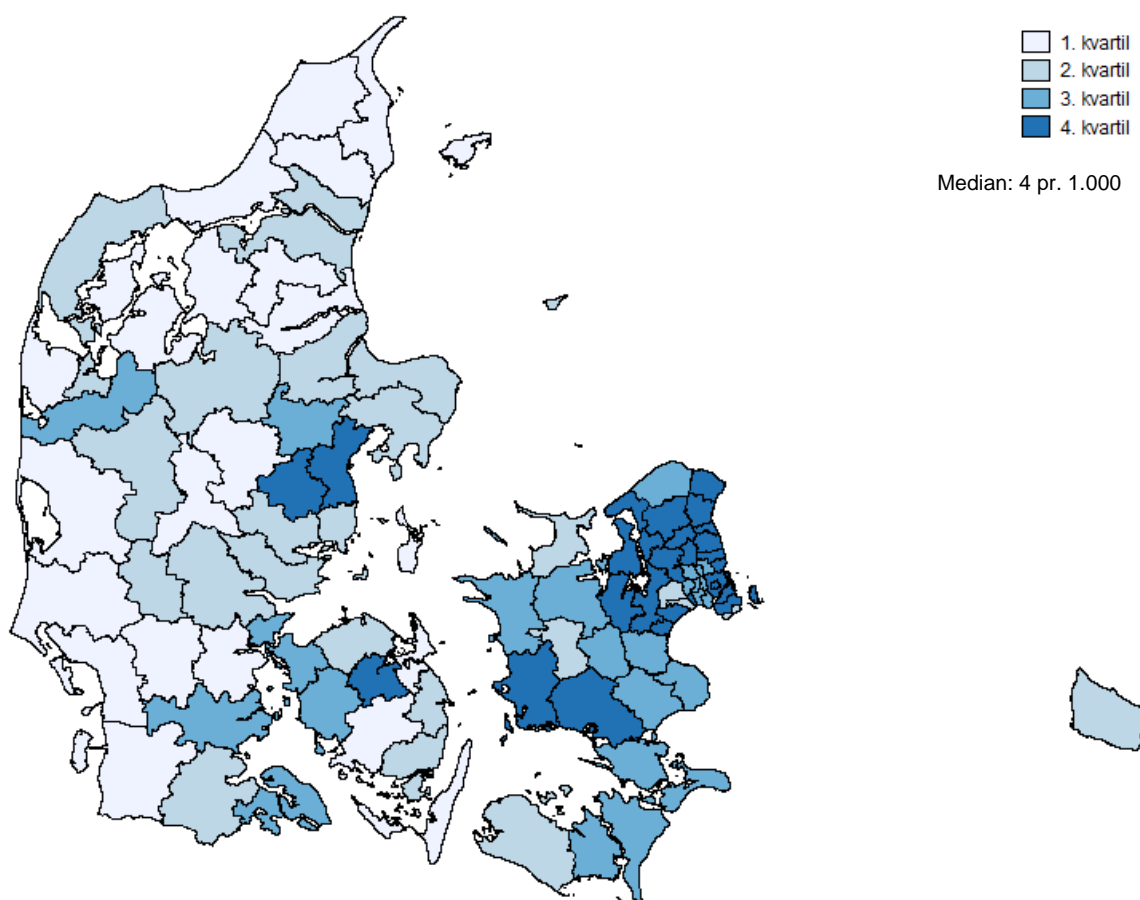 1. kvartil
2. kvartil
3. kvartil
4. kvartil
Median: 4 pr. 1.000